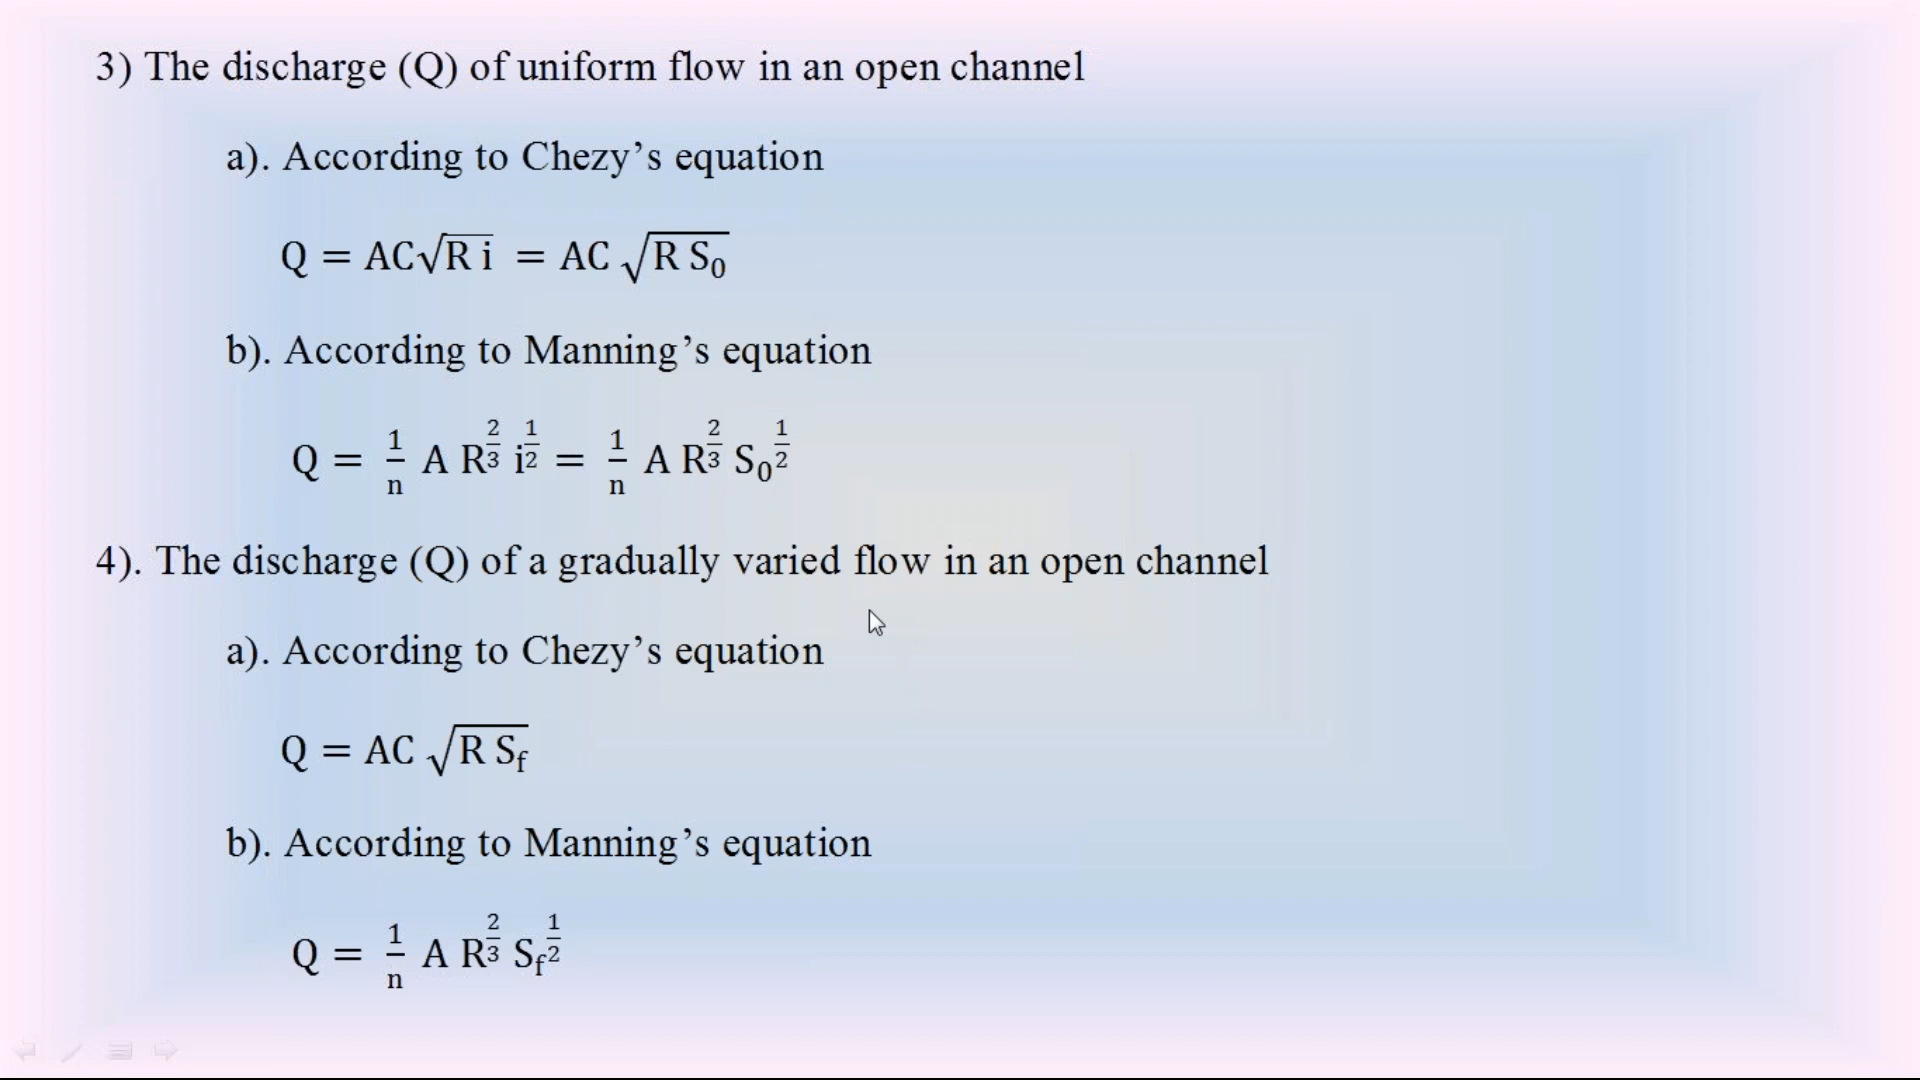 3) The discharge (Q) of uniform flow in an open channel
a). According to Chezy’s equation
Q = AC√(R i) = AC √(R S₀)
b). According to Manning’s equation
Q = 1/n A R^(2/3) i^(1/2) = 1/n A R^(2/3) S₀^(1/2)
4). The discharge (Q) of a gradually varied flow in an open channel
a). According to Chezy’s equation
Q = AC √(R S_f)
b). According to Manning’s equation
Q = 1/n A R^(2/3) S_f^(1/2)